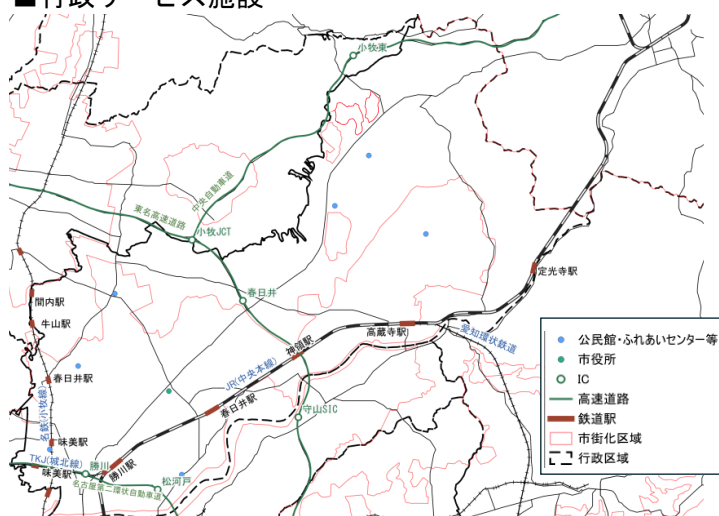 ■行政サービス施設
小牧東
中央自動車道
東名高速道路
小牧JCT
春日井
間内駅
牛山駅
春日井駅
名鉄(小牧線)
味美駅
TKJ(城北線)
味美駅
勝川
勝川駅
名古屋第二環状自動車道
松河戸
JR(中央本線)
春日井駅
神領駅
守山SIC
高蔵寺駅
愛知環状鉄道
定光寺駅
公民館・ふれあいセンター等
市役所
IC
高速道路
鉄道駅
市街化区域
行政区域